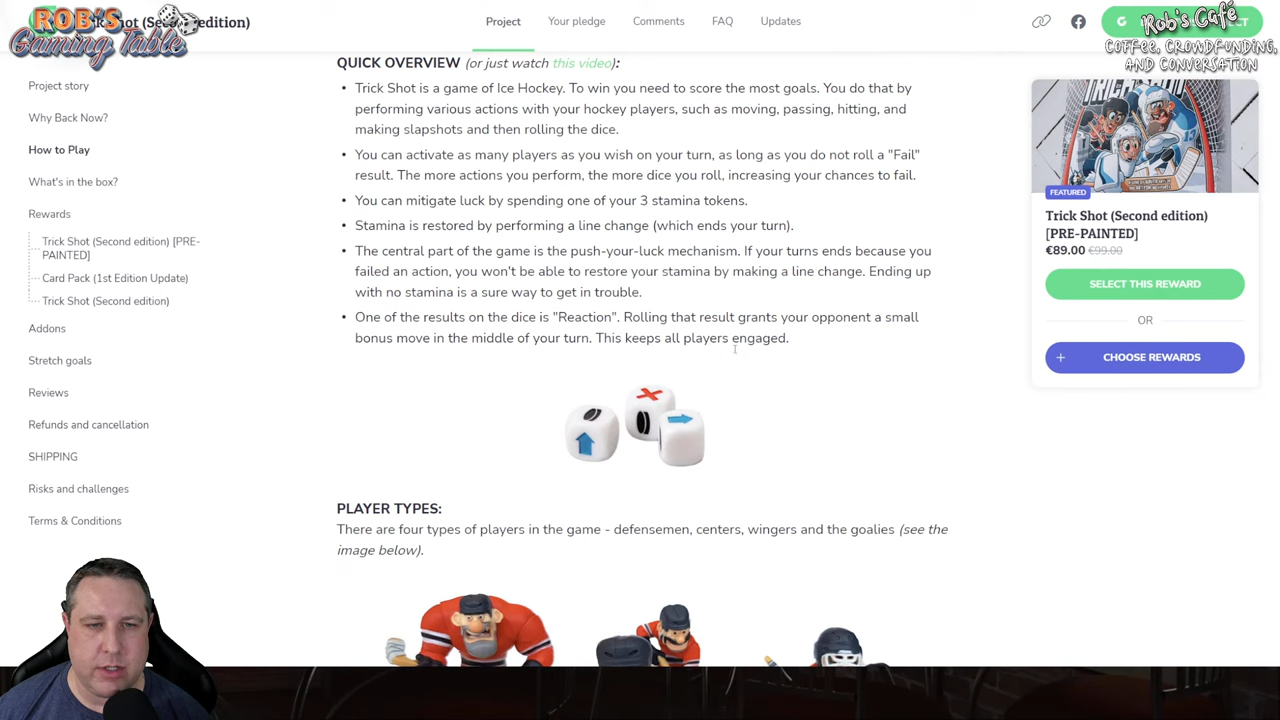 ROB'S
Gaming Table
k Shot (Second edition)
Project
Your pledge
Comments
FAQ
Updates
Rob's Café
COFFEE, CROWDFUNDING,
AND CONVERSATION
Project story
Why Back Now?
How to Play
What's in the box?
Rewards
Trick Shot (Second edition) [PRE-
PAINTED]
Card Pack (1st Edition Update)
Trick Shot (Second edition)
Addons
Stretch goals
Reviews
Refunds and cancellation
SHIPPING
Risks and challenges
Terms & Conditions
QUICK OVERVIEW (or just watch this video):
• Trick Shot is a game of Ice Hockey. To win you need to score the most goals. You do that by
performing various actions with your hockey players, such as moving, passing, hitting, and
making slapshots and then rolling the dice.
• You can activate as many players as you wish on your turn, as long as you do not roll a "Fail"
result. The more actions you perform, the more dice you roll, increasing your chances to fail.
• You can mitigate luck by spending one of your 3 stamina tokens.
• Stamina is restored by performing a line change (which ends your turn).
• The central part of the game is the push-your-luck mechanism. If your turns ends because you
failed an action, you won't be able to restore your stamina by making a line change. Ending up
with no stamina is a sure way to get in trouble.
• One of the results on the dice is "Reaction". Rolling that result grants your opponent a small
bonus move in the middle of your turn. This keeps all players engaged.
PLAYER TYPES:
There are four types of players in the game - defensemen, centers, wingers and the goalies (see the
image below).
TRICK SHOT
FEATURED
Trick Shot (Second edition)
[PRE-PAINTED]
€89.00 €99.00
SELECT THIS REWARD
OR
+ CHOOSE REWARDS